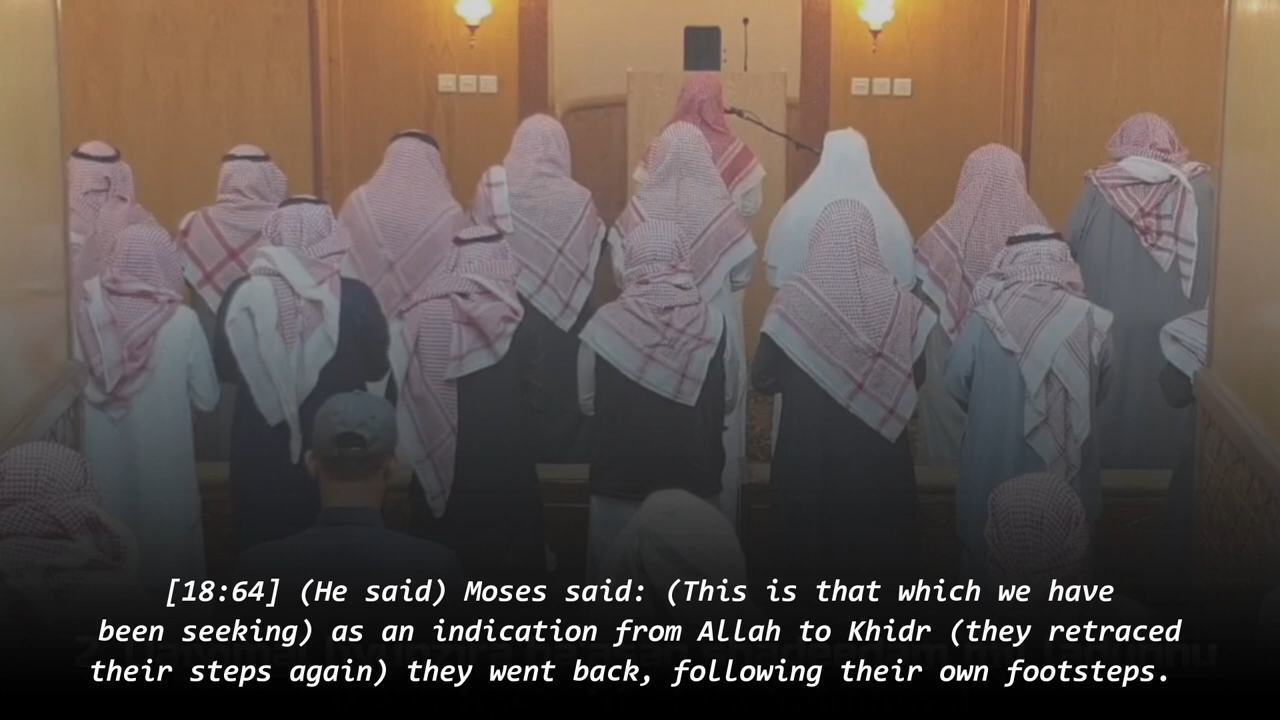 [18:64] (He said) Moses said: (This is that which we have
been seeking) as an indication from Allah to Khidr (they retraced
their steps again) they went back, following their own footsteps.